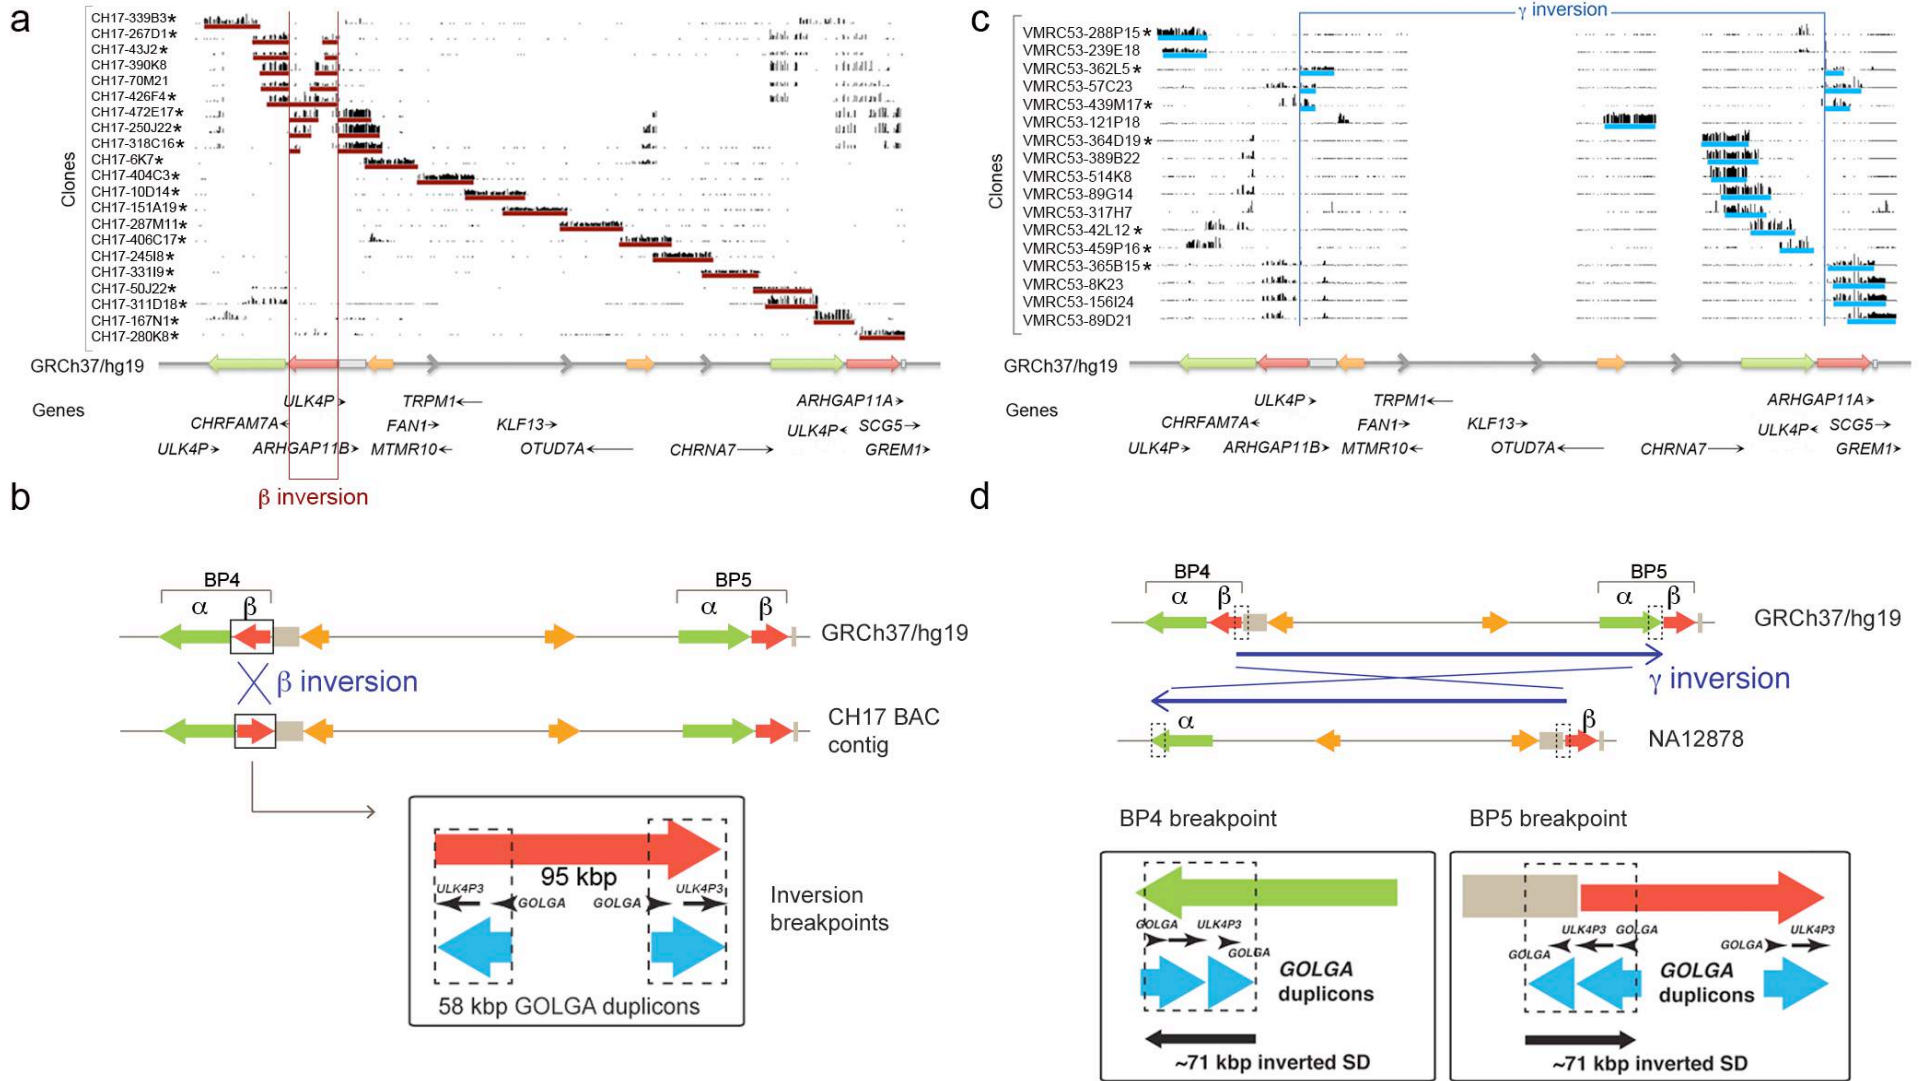 a
Clones
CH17-339B3*
CH17-267D1*
CH17-43J2*
CH17-390K8
CH17-70M21
CH17-426F4*
CH17-472E17*
CH17-250J22*
CH17-318C16*
CH17-6K7*
CH17-404C3*
CH17-10D14*
CH17-151A19*
CH17-287M11*
CH17-406C17*
CH17-245I8*
CH17-331I9*
CH17-50J22*
CH17-311D18*
CH17-167N1*
CH17-280K8*
GRCh37/hg19
Genes
ULK4P TRPM1 ARHGAP11A
CHRFAM7A FAN1 KLF13 ULK4P SCG5
ULK4P ARHGAP11B MTMR10 OTUD7A CHRNA7 GREM1
β inversion
c
γ inversion
Clones
VMRC53-288P15*
VMRC53-239E18
VMRC53-362L5*
VMRC53-57C23
VMRC53-439M17*
VMRC53-121P18
VMRC53-364D19*
VMRC53-389B22
VMRC53-514K8
VMRC53-89G14
VMRC53-317H7
VMRC53-42L12*
VMRC53-459P16*
VMRC53-365B15*
VMRC53-8K23
VMRC53-156I24
VMRC53-89D21
GRCh37/hg19
Genes
ULK4P TRPM1 ARHGAP11A
CHRFAM7A FAN1 KLF13 ULK4P SCG5
ULK4P ARHGAP11B MTMR10 OTUD7A CHRNA7 GREM1
b
BP4 BP5
α β α β
GRCh37/hg19
β inversion
CH17 BAC
contig
95 kbp
ULK4P3 GOLGA GOLGA ULK4P3
58 kbp GOLGA duplicons
Inversion
breakpoints
d
BP4 BP5
α β α β
GRCh37/hg19
γ inversion
α β
NA12878
BP4 breakpoint
GOLGA ULK4P3
GOLGA
GOLGA
duplicons
~71 kbp inverted SD
BP5 breakpoint
GOLGA ULK4P3 GOLGA GOLGA ULK4P3
GOLGA
duplicons
~71 kbp inverted SD